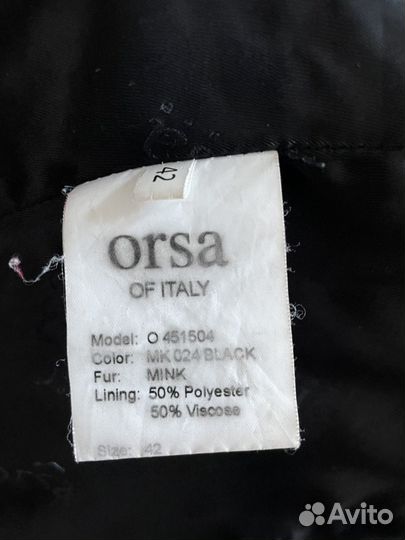 42
orsa
OF ITALY
Model: O 451504
Color: MK 024 BLACK
Fur: MINK
Lining: 50% Polyester
50% Viscose
Size: 42
Avito